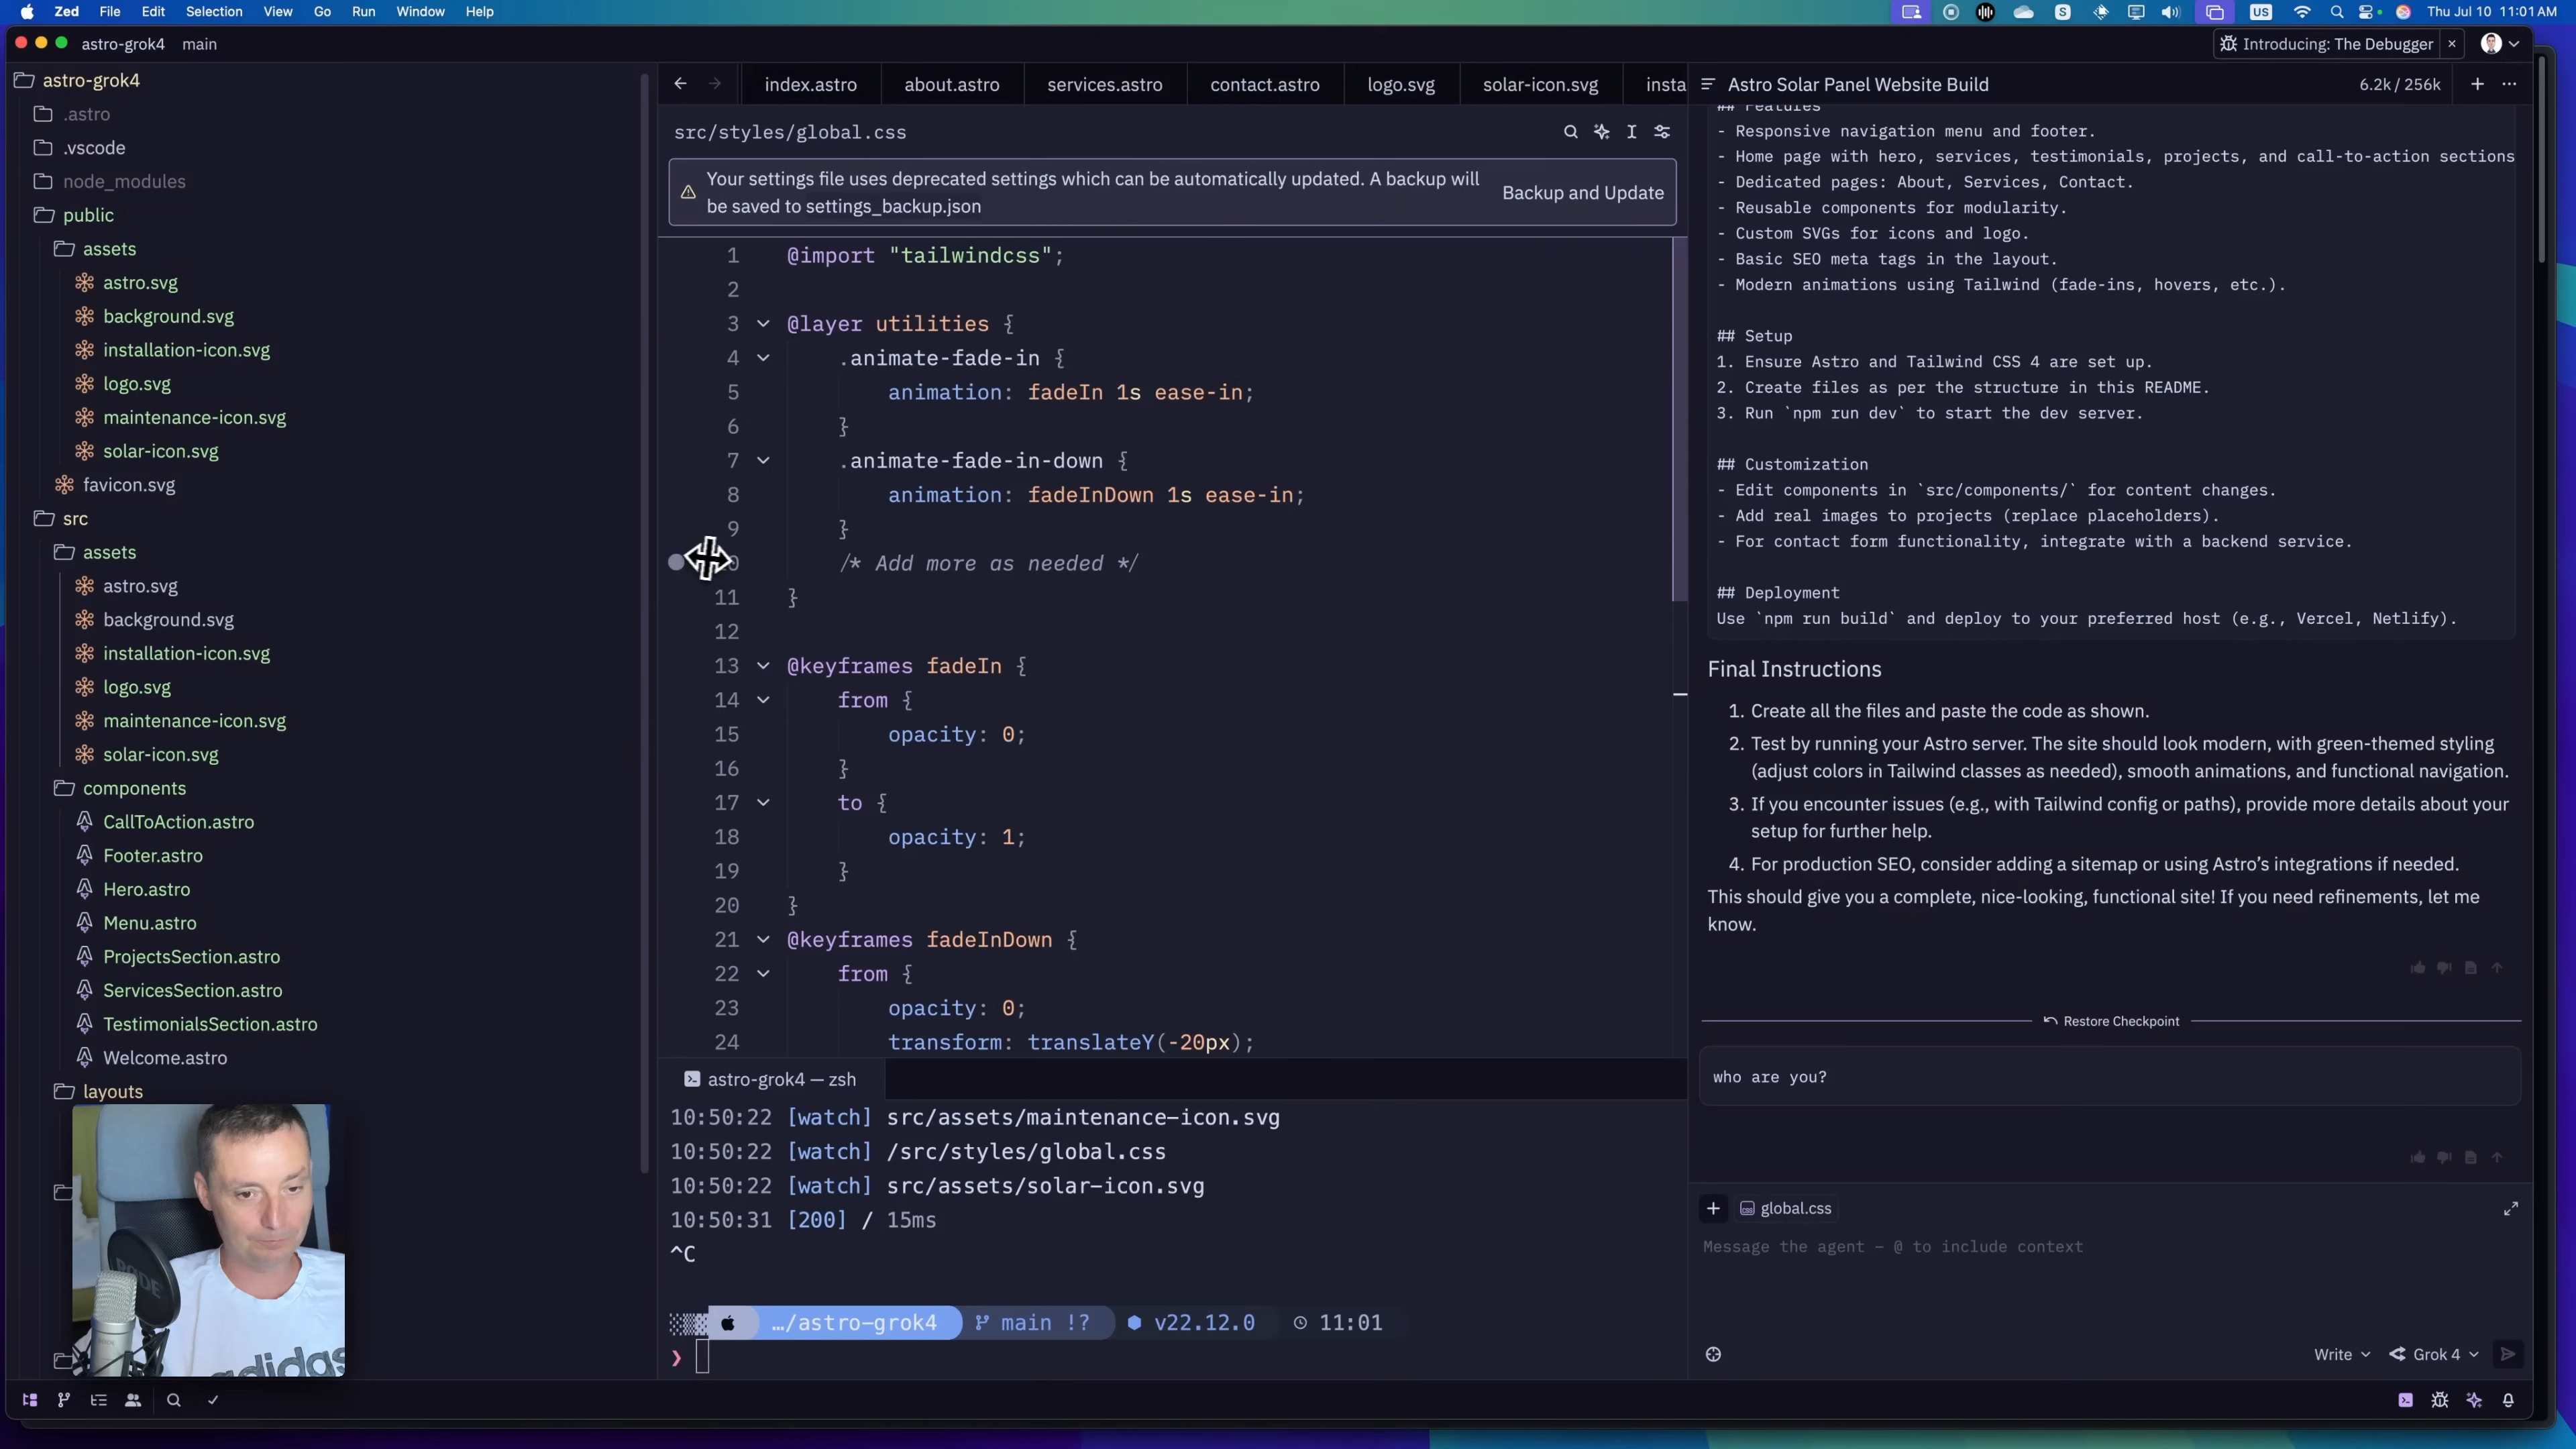 Zed File Edit Selection View Go Run Window Help
S US Thu Jul 10 11:01 AM
astro-grok4 main
Introducing: The Debugger ×
astro-grok4
.astro
.vscode
node_modules
public
assets
astro.svg
background.svg
installation-icon.svg
logo.svg
maintenance-icon.svg
solar-icon.svg
favicon.svg
src
assets
astro.svg
background.svg
installation-icon.svg
logo.svg
maintenance-icon.svg
solar-icon.svg
components
CallToAction.astro
Footer.astro
Hero.astro
Menu.astro
ProjectsSection.astro
ServicesSection.astro
TestimonialsSection.astro
Welcome.astro
layouts
adidas
index.astro about.astro services.astro contact.astro logo.svg solar-icon.svg insta
src/styles/global.css
Your settings file uses deprecated settings which can be automatically updated. A backup will
be saved to settings_backup.json
Backup and Update
1 @import "tailwindcss";
2
3 @layer utilities {
4 .animate-fade-in {
5 animation: fadeIn 1s ease-in;
6 }
7 .animate-fade-in-down {
8 animation: fadeInDown 1s ease-in;
9 }
/* Add more as needed */
11 }
12
13 @keyframes fadeIn {
14 from {
15 opacity: 0;
16 }
17 to {
18 opacity: 1;
19 }
20 }
21 @keyframes fadeInDown {
22 from {
23 opacity: 0;
24 transform: translateY(-20px);
astro-grok4 — zsh
10:50:22 [watch] src/assets/maintenance-icon.svg
10:50:22 [watch] /src/styles/global.css
10:50:22 [watch] src/assets/solar-icon.svg
10:50:31 [200] / 15ms
^C
…/astro-grok4 main !? v22.12.0 11:01
❯
Astro Solar Panel Website Build 6.2k / 256k
## Features
- Responsive navigation menu and footer.
- Home page with hero, services, testimonials, projects, and call-to-action sections
- Dedicated pages: About, Services, Contact.
- Reusable components for modularity.
- Custom SVGs for icons and logo.
- Basic SEO meta tags in the layout.
- Modern animations using Tailwind (fade-ins, hovers, etc.).
## Setup
1. Ensure Astro and Tailwind CSS 4 are set up.
2. Create files as per the structure in this README.
3. Run `npm run dev` to start the dev server.
## Customization
- Edit components in `src/components/` for content changes.
- Add real images to projects (replace placeholders).
- For contact form functionality, integrate with a backend service.
## Deployment
Use `npm run build` and deploy to your preferred host (e.g., Vercel, Netlify).
Final Instructions
1. Create all the files and paste the code as shown.
2. Test by running your Astro server. The site should look modern, with green-themed styling
(adjust colors in Tailwind classes as needed), smooth animations, and functional navigation.
3. If you encounter issues (e.g., with Tailwind config or paths), provide more details about your
setup for further help.
4. For production SEO, consider adding a sitemap or using Astro’s integrations if needed.
This should give you a complete, nice-looking, functional site! If you need refinements, let me
know.
Restore Checkpoint
who are you?
global.css
Message the agent – @ to include context
Write Grok 4